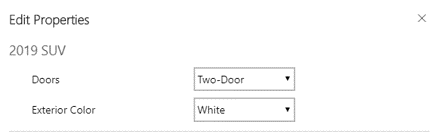 Edit Properties
2019 SUV
Doors Two-Door
Exterior Color White